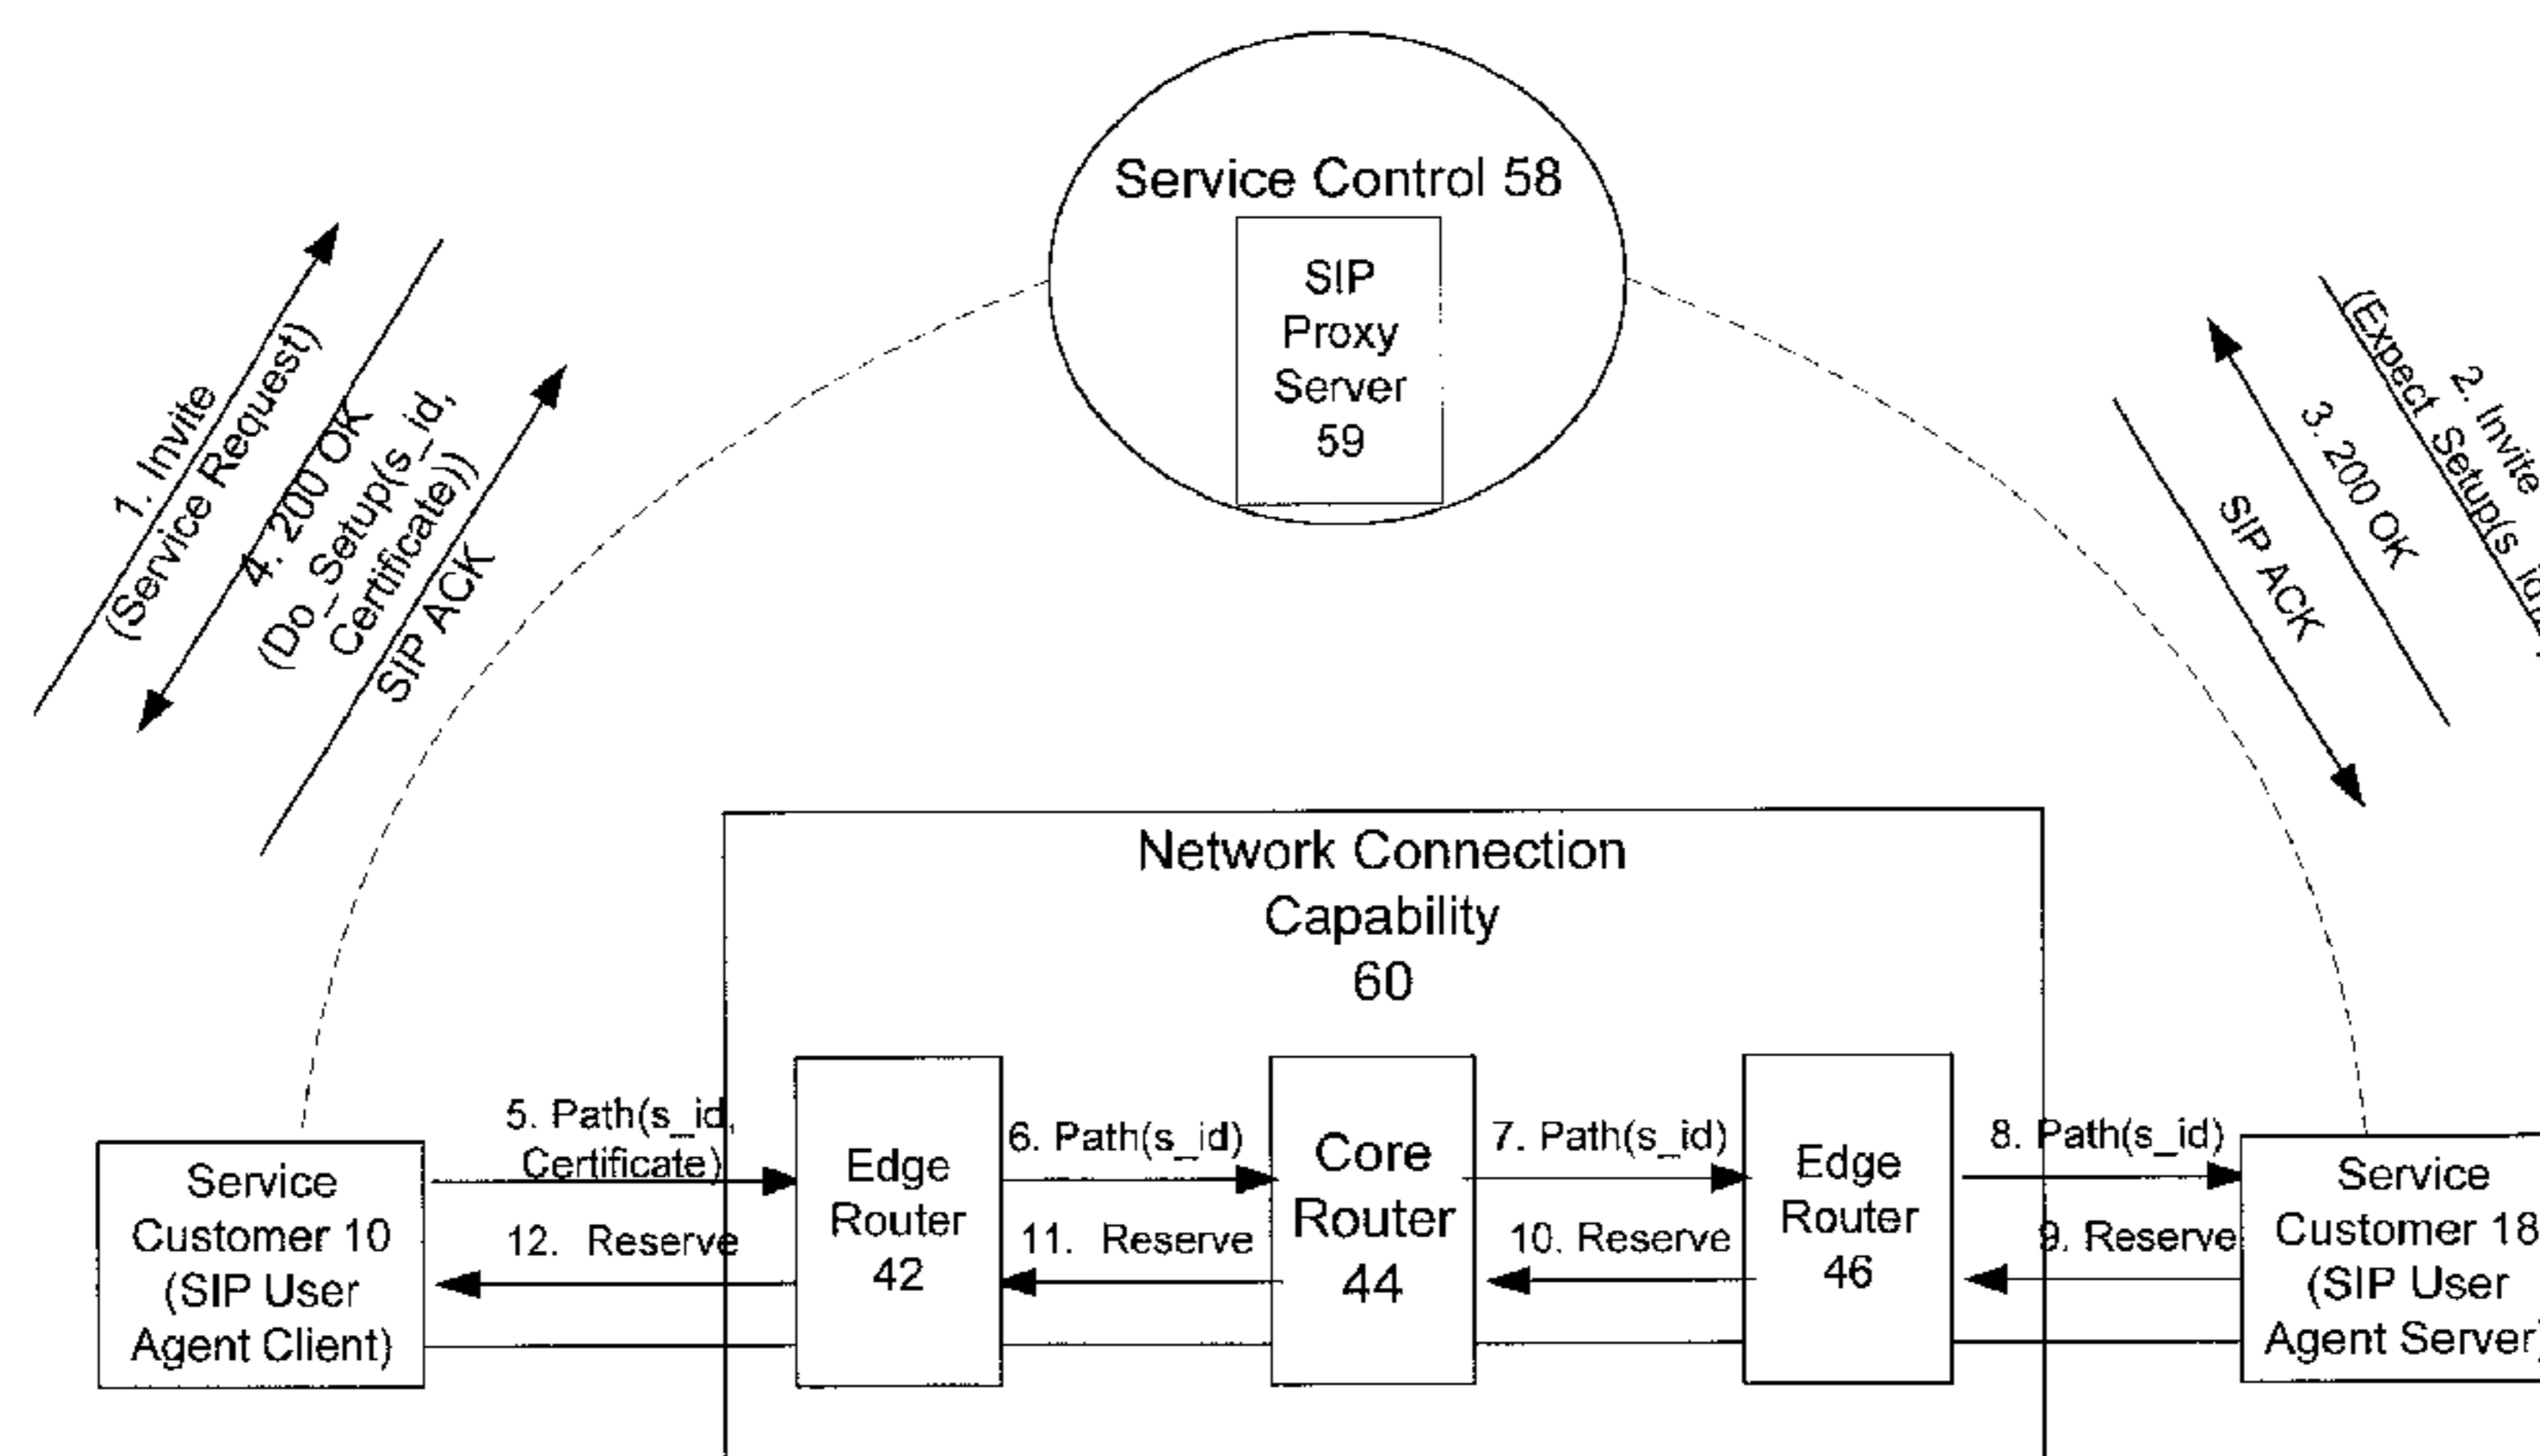 Service Control 58
SIP
Proxy
Server
59
1. Invite
(Service Request)
4. 200 OK
(Do_Setup(s_id,
Certificate))
SIP ACK
2. Invite
(Expect_Setup(s_id
3. 200 OK
SIP ACK
Network Connection
Capability
60
Service
Customer 10
(SIP User
Agent Client)
5. Path(s_id,
Certificate)
12. Reserve
Edge
Router
42
6. Path(s_id)
11. Reserve
Core
Router
44
7. Path(s_id)
10. Reserve
Edge
Router
46
8. Path(s_id)
9. Reserve
Service
Customer 18
(SIP User
Agent Server)